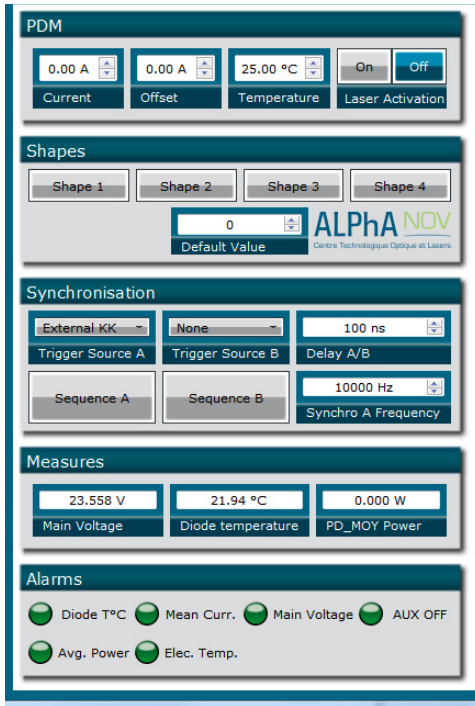 PDM
0.00 A 0.00 A 25.00 °C On Off
Current Offset Temperature Laser Activation
Shapes
Shape 1 Shape 2 Shape 3 Shape 4
0
Default Value
ALPhA NOV
Centre Technologique Optique et Lasers
Synchronisation
External KK None 100 ns
Trigger Source A Trigger Source B Delay A/B
Sequence A Sequence B 10000 Hz
Synchro A Frequency
Measures
23.558 V 21.94 °C 0.000 W
Main Voltage Diode temperature PD_MOY Power
Alarms
Diode T°C Mean Curr. Main Voltage AUX OFF
Avg. Power Elec. Temp.